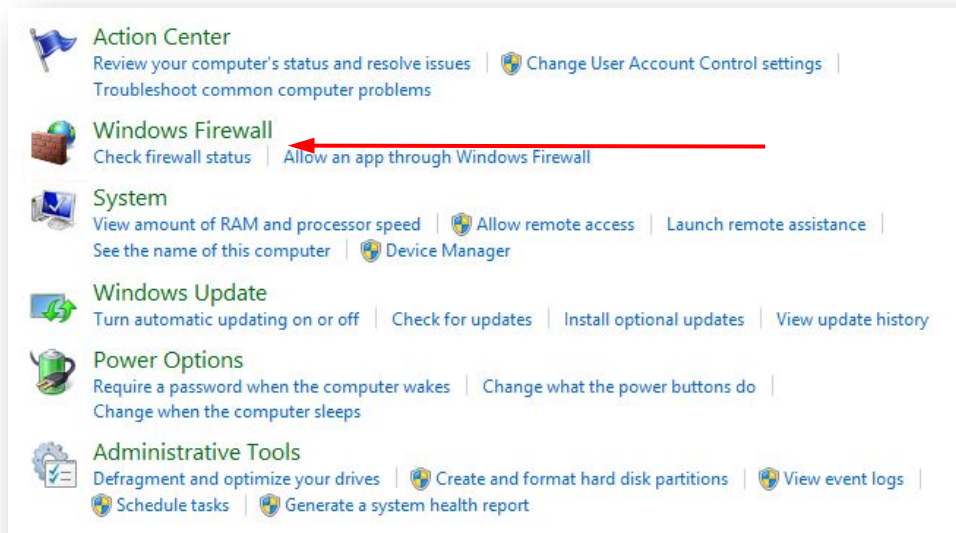 Action Center
Review your computer's status and resolve issues Change User Account Control settings
Troubleshoot common computer problems
Windows Firewall
Check firewall status Allow an app through Windows Firewall
System
View amount of RAM and processor speed Allow remote access Launch remote assistance
See the name of this computer Device Manager
Windows Update
Turn automatic updating on or off Check for updates Install optional updates View update history
Power Options
Require a password when the computer wakes Change what the power buttons do
Change when the computer sleeps
Administrative Tools
Defragment and optimize your drives Create and format hard disk partitions View event logs
Schedule tasks Generate a system health report